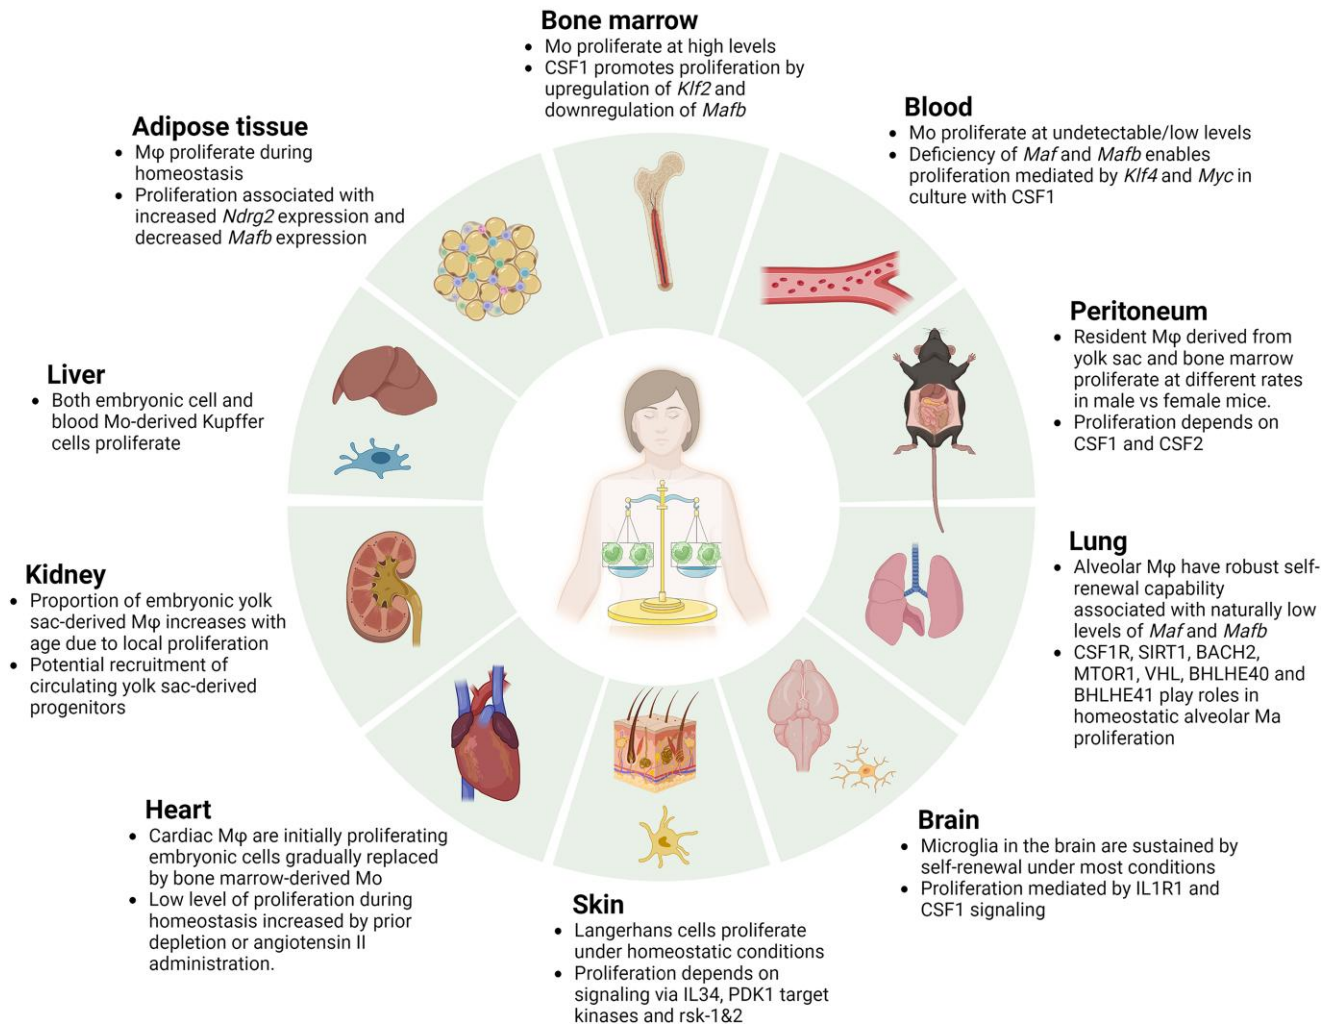 Bone marrow
• Mo proliferate at high levels
• CSF1 promotes proliferation by
upregulation of Klf2 and
downregulation of Mafb
Blood
• Mo proliferate at undetectable/low levels
• Deficiency of Maf and Mafb enables
proliferation mediated by Klf4 and Myc in
culture with CSF1
Peritoneum
• Resident Mφ derived from
yolk sac and bone marrow
proliferate at different rates
in male vs female mice.
• Proliferation depends on
CSF1 and CSF2
Lung
• Alveolar Mφ have robust self-
renewal capability
associated with naturally low
levels of Maf and Mafb
• CSF1R, SIRT1, BACH2,
MTOR1, VHL, BHLHE40 and
BHLHE41 play roles in
homeostatic alveolar Ma
proliferation
Brain
• Microglia in the brain are sustained by
self-renewal under most conditions
• Proliferation mediated by IL1R1 and
CSF1 signaling
Skin
• Langerhans cells proliferate
under homeostatic conditions
• Proliferation depends on
signaling via IL34, PDK1 target
kinases and rsk-1&2
Heart
• Cardiac Mφ are initially proliferating
embryonic cells gradually replaced
by bone marrow-derived Mo
• Low level of proliferation during
homeostasis increased by prior
depletion or angiotensin II
administration.
Kidney
• Proportion of embryonic yolk
sac-derived Mφ increases with
age due to local proliferation
• Potential recruitment of
circulating yolk sac-derived
progenitors
Liver
• Both embryonic cell and
blood Mo-derived Kupffer
cells proliferate
Adipose tissue
• Mφ proliferate during
homeostasis
• Proliferation associated with
increased Ndrg2 expression and
decreased Mafb expression